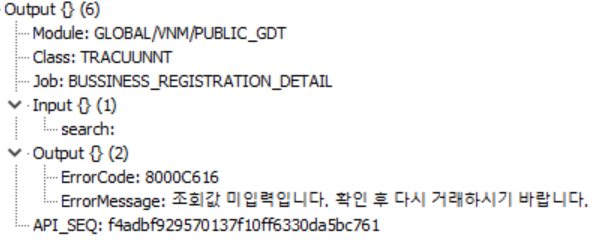 Output {} (6)
Module: GLOBAL/VNM/PUBLIC_GDT
Class: TRACUUNNT
Job: BUSSINESS_REGISTRATION_DETAIL
Input {} (1)
search:
Output {} (2)
ErrorCode: 8000C616
ErrorMessage: 조회값 미입력입니다. 확인 후 다시 거래하시기 바랍니다.
API_SEQ: f4adbf929570137f10ff6330da5bc761